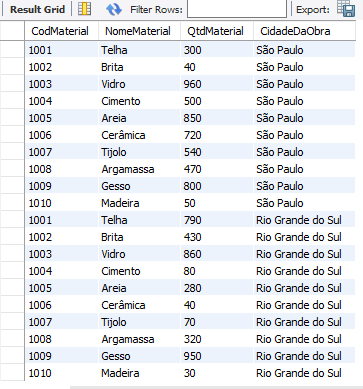 Result Grid Filter Rows: Export:
CodMaterial NomeMaterial QtdMaterial CidadeDaObra
1001 Telha 300 São Paulo
1002 Brita 40 São Paulo
1003 Vidro 960 São Paulo
1004 Cimento 500 São Paulo
1005 Areia 850 São Paulo
1006 Cerâmica 720 São Paulo
1007 Tijolo 540 São Paulo
1008 Argamassa 470 São Paulo
1009 Gesso 800 São Paulo
1010 Madeira 50 São Paulo
1001 Telha 790 Rio Grande do Sul
1002 Brita 430 Rio Grande do Sul
1003 Vidro 860 Rio Grande do Sul
1004 Cimento 80 Rio Grande do Sul
1005 Areia 280 Rio Grande do Sul
1006 Cerâmica 40 Rio Grande do Sul
1007 Tijolo 70 Rio Grande do Sul
1008 Argamassa 320 Rio Grande do Sul
1009 Gesso 950 Rio Grande do Sul
1010 Madeira 30 Rio Grande do Sul